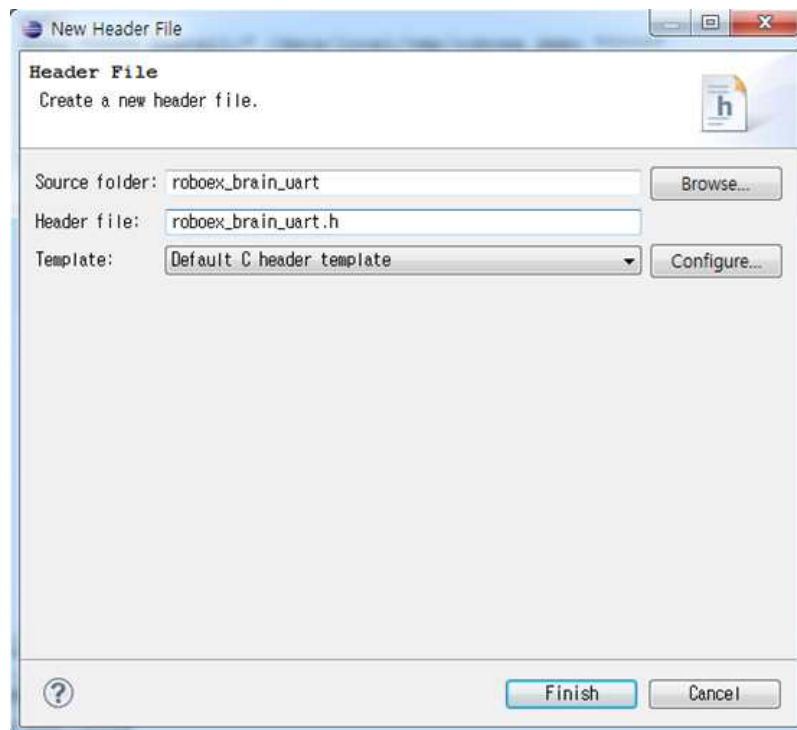 New Header File
Header File
Create a new header file.
h
Source folder: roboex_brain_uart Browse...
Header file: roboex_brain_uart.h
Template: Default C header template Configure...
? Finish Cancel